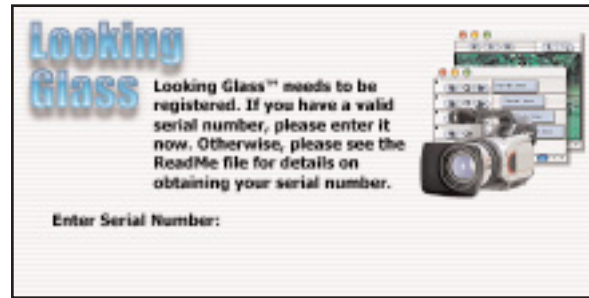 Looking
Glass
Looking Glass™ needs to be
registered. If you have a valid
serial number, please enter it
now. Otherwise, please see the
ReadMe file for details on
obtaining your serial number.
Enter Serial Number: